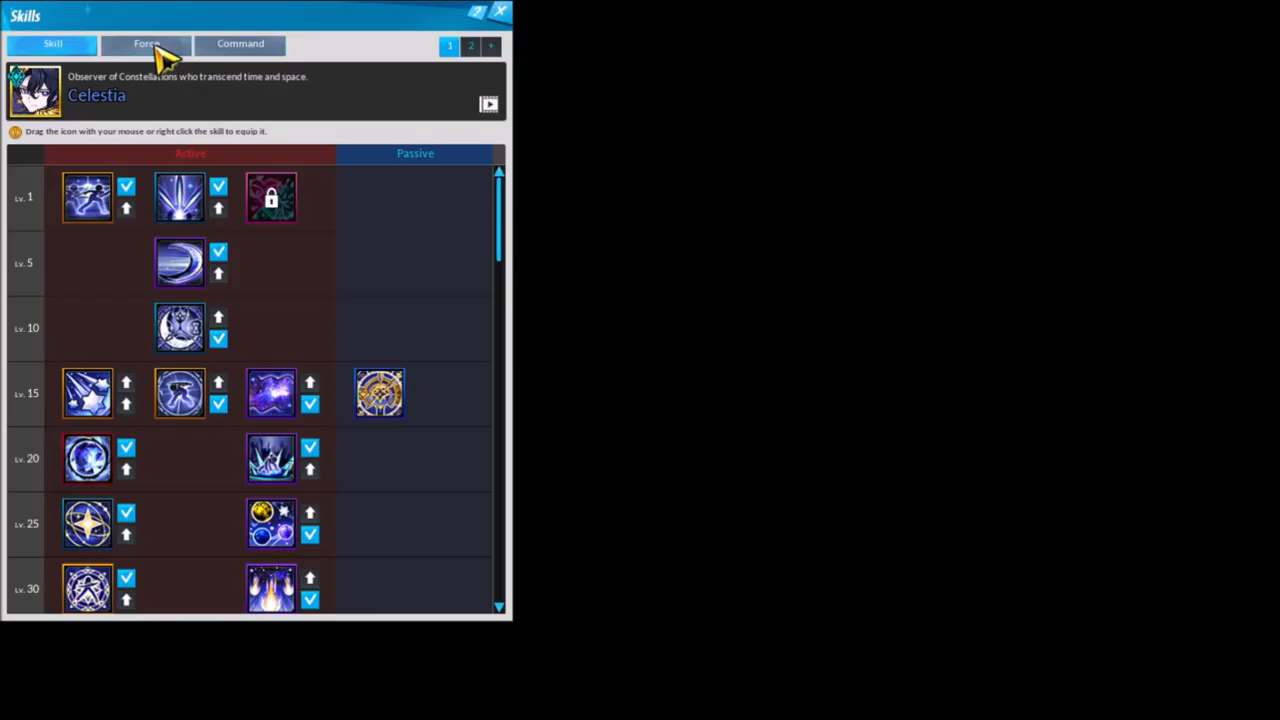 Skills
?
Skill Force Command 1 2 +
Observer of Constellations who transcend time and space.
Celestia
Drag the icon with your mouse or right click the skill to equip it.
Active Passive
Lv. 1
Lv. 5
Lv. 10
Lv. 15
Lv. 20
Lv. 25
Lv. 30